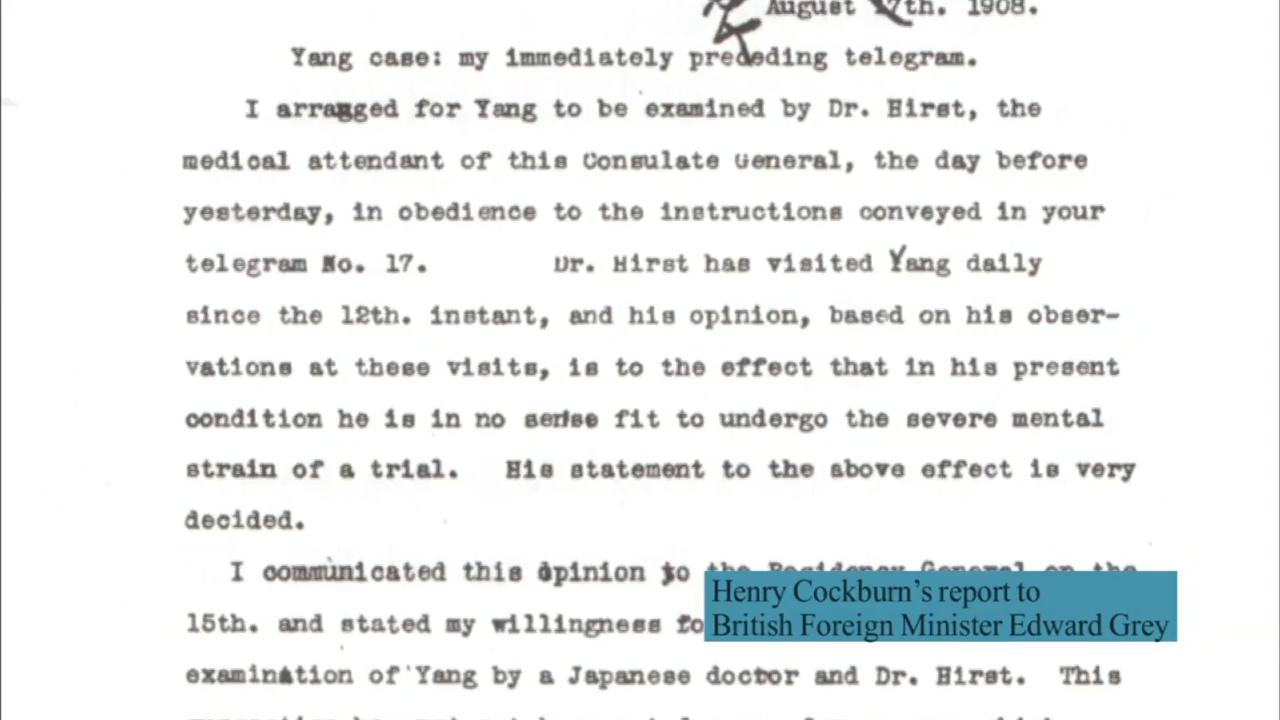 August 17th. 1908.
Yang case: my immediately preceding telegram.
I arranged for Yang to be examined by Dr. Hirst, the
medical attendant of this Consulate General, the day before
yesterday, in obedience to the instructions conveyed in your
telegram No. 17. Dr. Hirst has visited Yang daily
since the 12th. instant, and his opinion, based on his obser-
vations at these visits, is to the effect that in his present
condition he is in no sense fit to undergo the severe mental
strain of a trial. His statement to the above effect is very
decided.
I communicated this opinion to the Residency General on the
15th. and stated my willingness fo
Henry Cockburn's report to
British Foreign Minister Edward Grey
examination of Yang by a Japanese doctor and Dr. Hirst. This